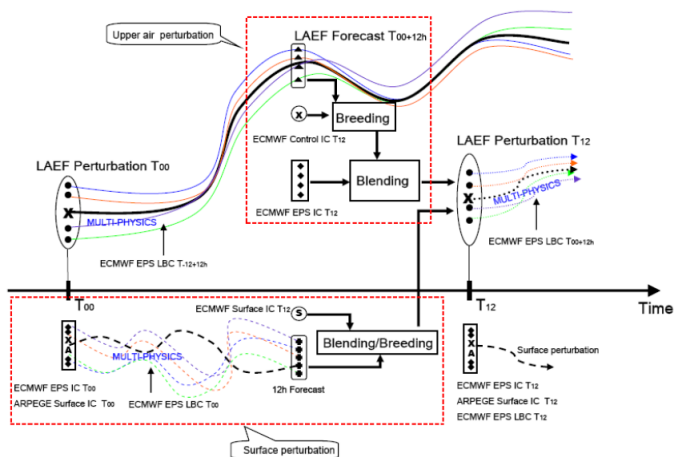 Upper air perturbation
LAEF Forecast T00+12h
x
Breeding
ECMWF Control IC T12
LAEF Perturbation T00
LAEF Perturbation T12
Blending
X
MULTI-PHYSICS
ECMWF EPS IC T12
X
MULTI-PHYSICS
ECMWF EPS LBC T-12+12h
ECMWF EPS LBC T00+12h
T00
T12
Time
ECMWF Surface IC T12
S
X
A
MULTI-PHYSICS
Blending/Breeding
X
A
Surface perturbation
12h Forecast
ECMWF EPS IC T00
ECMWF EPS LBC T00
ARPEGE Surface IC T00
ECMWF EPS IC T12
ARPEGE Surface IC T12
ECMWF EPS LBC T12
Surface perturbation